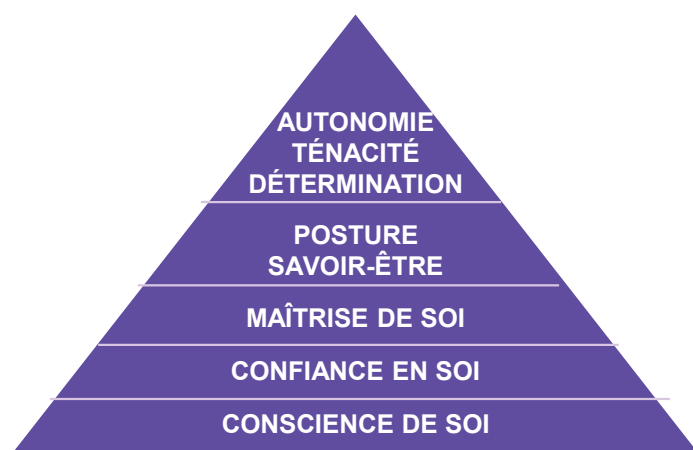 AUTONOMIE
TÉNACITÉ
DÉTERMINATION
POSTURE
SAVOIR-ÊTRE
MAÎTRISE DE SOI
CONFIANCE EN SOI
CONSCIENCE DE SOI